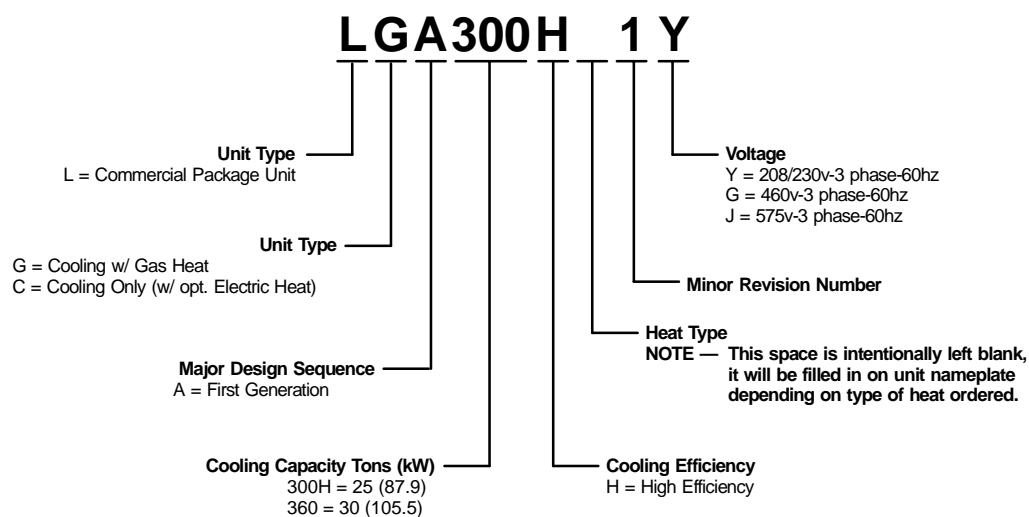 LGA300H 1 Y
Unit Type
L = Commercial Package Unit
Unit Type
G = Cooling w/ Gas Heat
C = Cooling Only (w/ opt. Electric Heat)
Major Design Sequence
A = First Generation
Cooling Capacity Tons (kW)
300H = 25 (87.9)
360 = 30 (105.5)
Voltage
Y = 208/230v-3 phase-60hz
G = 460v-3 phase-60hz
J = 575v-3 phase-60hz
Minor Revision Number
Heat Type
NOTE — This space is intentionally left blank,
it will be filled in on unit nameplate
depending on type of heat ordered.
Cooling Efficiency
H = High Efficiency